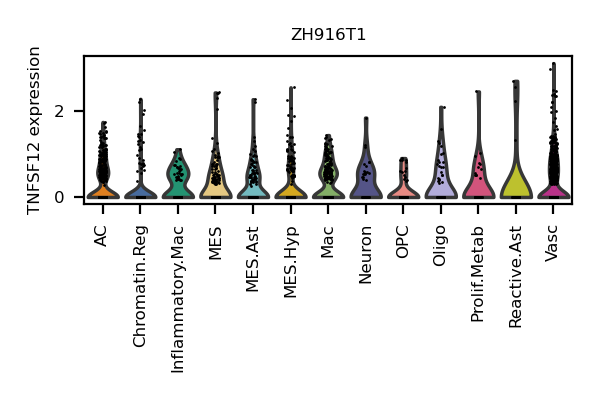 ZH916T1
TNFSF12 expression
2
0
AC
Chromatin.Reg
Inflammatory.Mac
MES
MES.Ast
MES.Hyp
Mac
Neuron
OPC
Oligo
Prolif.Metab
Reactive.Ast
Vasc